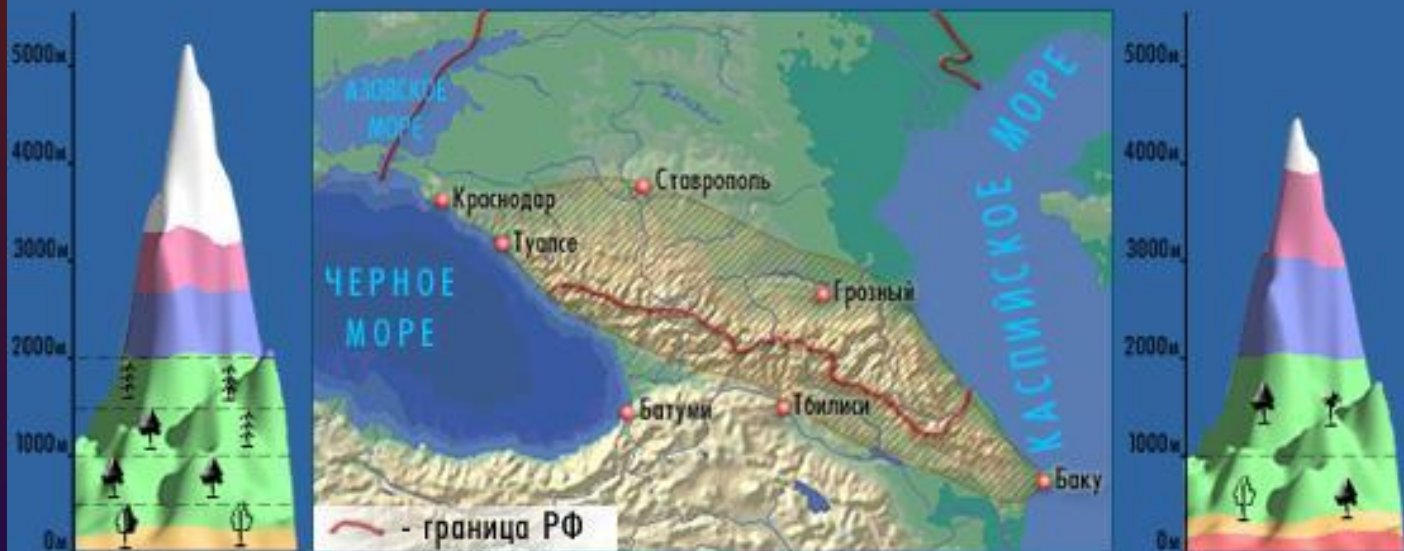 5000м
4000м
3000м
2000м
1000м
0м
АЗОВСКОЕ
МОРЕ
Краснодар
Ставрополь
Туапсе
ЧЕРНОЕ
МОРЕ
Грозный
КАСПИЙСКОЕ МОРЕ
Батуми
Тбилиси
Баку
- граница РФ
5000м
4000м
3000м
2000м
1000м
0м